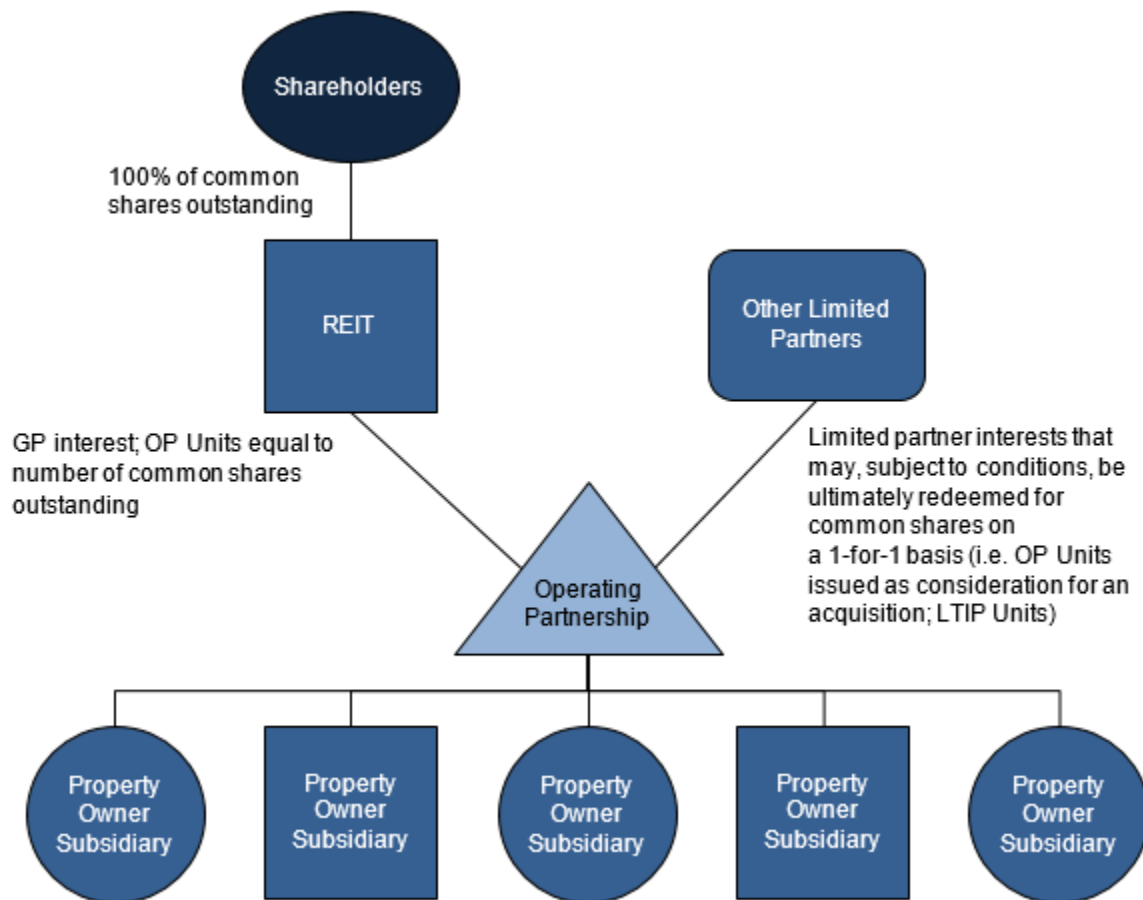 Shareholders
100% of common
shares outstanding
REIT
Other Limited
Partners
GP interest; OP Units equal to
number of common shares
outstanding
Limited partner interests that
may, subject to conditions, be
ultimately redeemed for
common shares on
a 1-for-1 basis (i.e. OP Units
issued as consideration for an
acquisition; LTIP Units)
Operating
Partnership
Property
Owner
Subsidiary
Property
Owner
Subsidiary
Property
Owner
Subsidiary
Property
Owner
Subsidiary
Property
Owner
Subsidiary